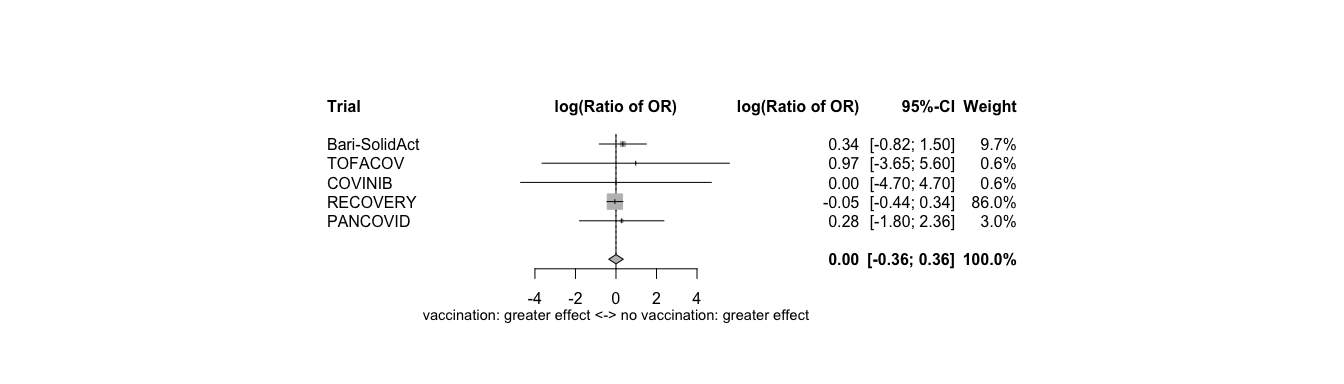 Trial log(Ratio of OR) log(Ratio of OR) 95%-CI Weight
Bari-SolidAct 0.34 [-0.82; 1.50] 9.7%
TOFACOV 0.97 [-3.65; 5.60] 0.6%
COVINIB 0.00 [-4.70; 4.70] 0.6%
RECOVERY -0.05 [-0.44; 0.34] 86.0%
PANCOVID 0.28 [-1.80; 2.36] 3.0%
0.00 [-0.36; 0.36] 100.0%
-4 -2 0 2 4
vaccination: greater effect <-> no vaccination: greater effect